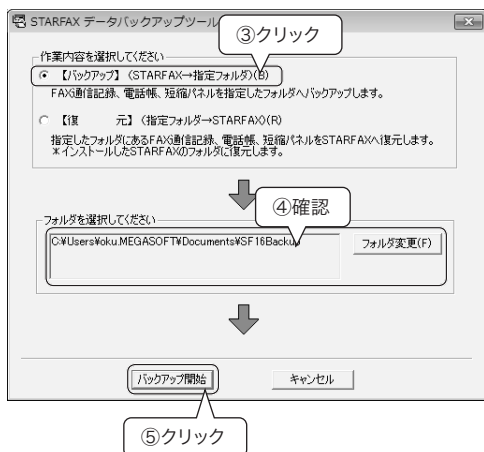 STARFAX データバックアップツール
③クリック
作業内容を選択してください
【バックアップ】（STARFAX→指定フォルダ）(B)
FAX通信記録、電話帳、短縮パネルを指定したフォルダへバックアップします。
【復　　元】（指定フォルダ→STARFAX）(R)
指定したフォルダにあるFAX通信記録、電話帳、短縮パネルをSTARFAXへ復元します。
＊インストールしたSTARFAXのフォルダに復元します。
④確認
フォルダを選択してください
C:¥Users¥oku.MEGASOFT¥Documents¥SF16Backup
フォルダ変更(F)
バックアップ開始
キャンセル
⑤クリック